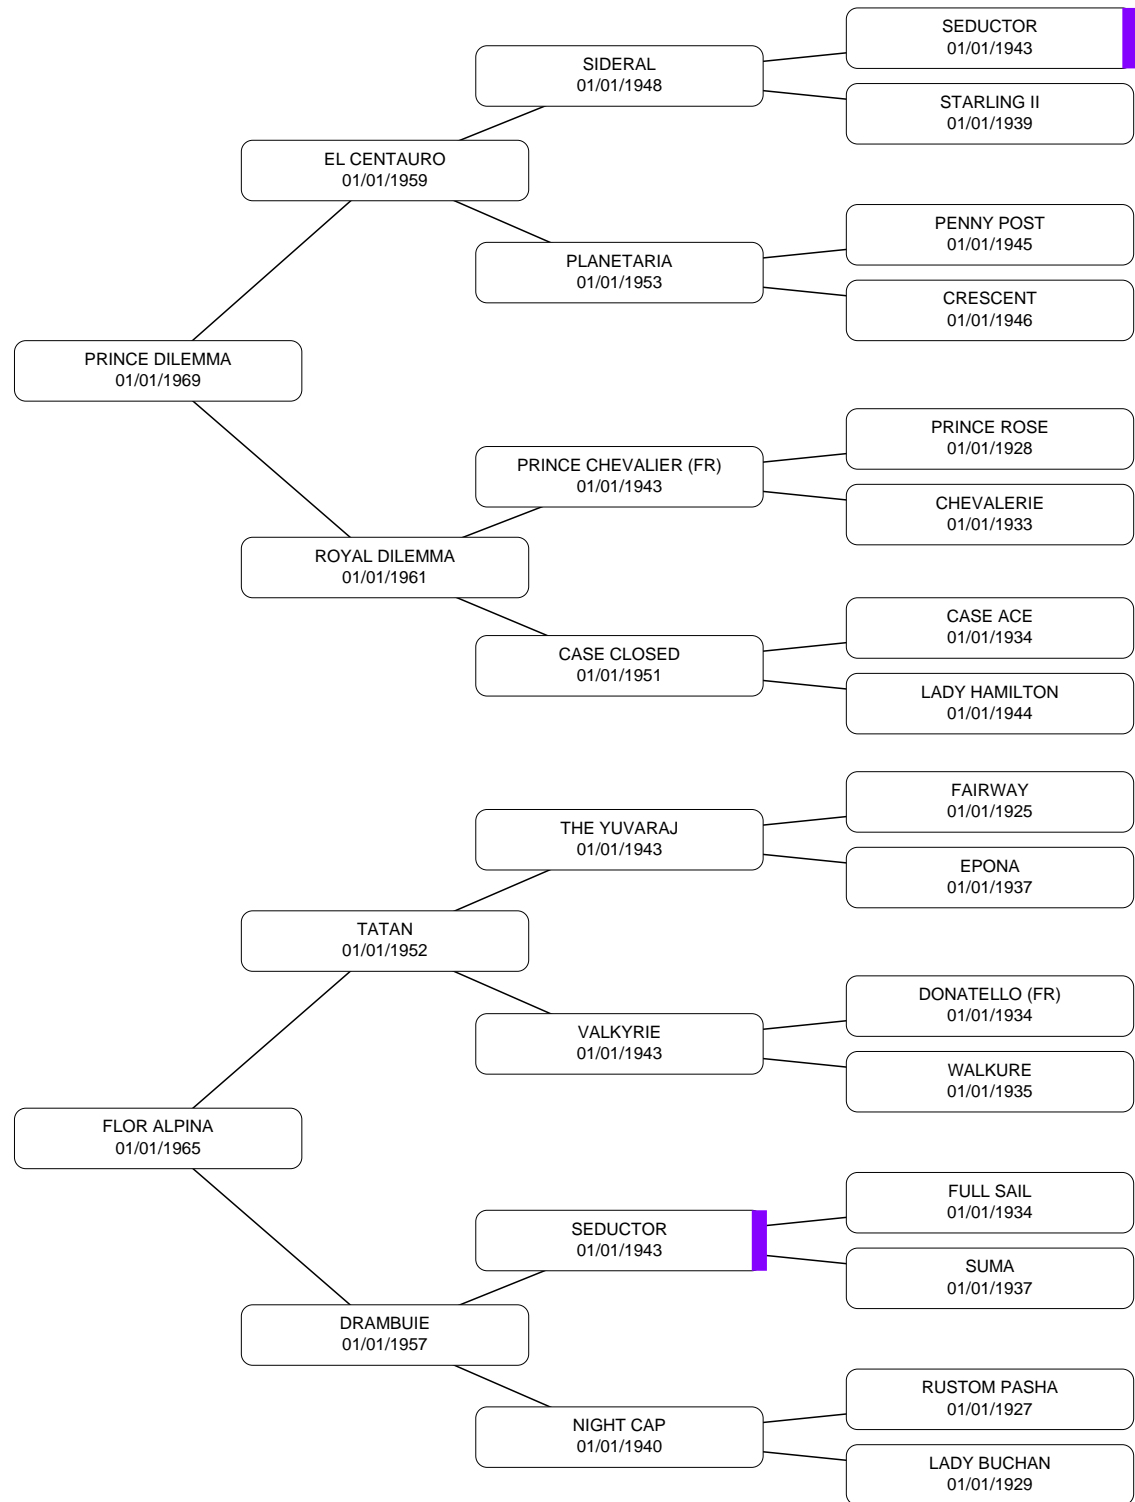 SEDUCTOR
01/01/1943
SIDERAL
01/01/1948
STARLING II
01/01/1939
EL CENTAURO
01/01/1959
PENNY POST
01/01/1945
PLANETARIA
01/01/1953
CRESCENT
01/01/1946
PRINCE DILEMMA
01/01/1969
PRINCE ROSE
01/01/1928
PRINCE CHEVALIER (FR)
01/01/1943
CHEVALERIE
01/01/1933
ROYAL DILEMMA
01/01/1961
CASE ACE
01/01/1934
CASE CLOSED
01/01/1951
LADY HAMILTON
01/01/1944
FAIRWAY
01/01/1925
THE YUVARAJ
01/01/1943
EPONA
01/01/1937
TATAN
01/01/1952
DONATELLO (FR)
01/01/1934
VALKYRIE
01/01/1943
WALKURE
01/01/1935
FLOR ALPINA
01/01/1965
FULL SAIL
01/01/1934
SEDUCTOR
01/01/1943
SUMA
01/01/1937
DRAMBUIE
01/01/1957
RUSTOM PASHA
01/01/1927
NIGHT CAP
01/01/1940
LADY BUCHAN
01/01/1929